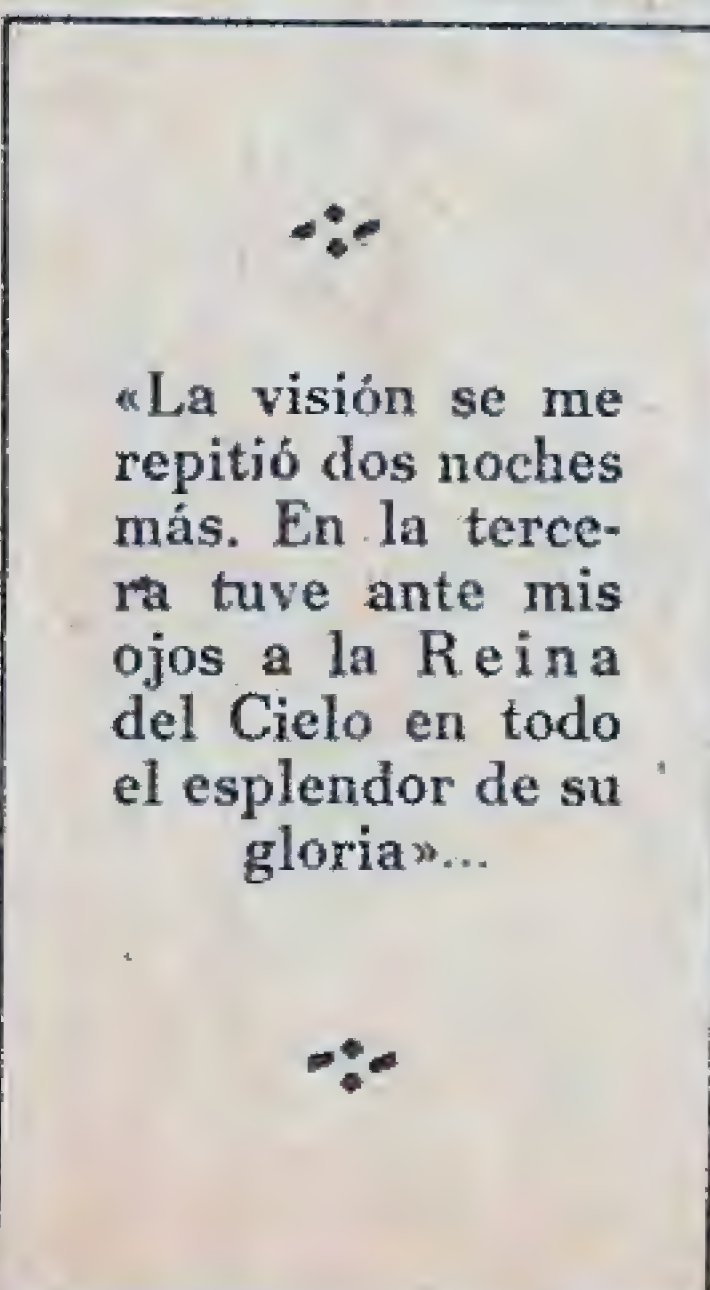 «La visión se me
repitió dos noches
más. En la terce-
ra tuve ante mis
ojos a la Reina
del Cielo en todo
el esplendor de su
gloria»...